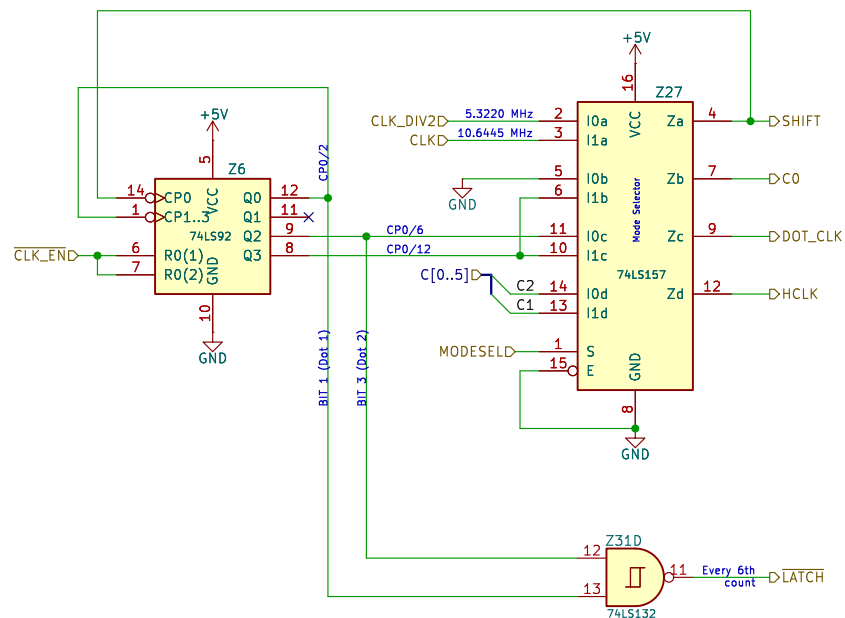 +5V
Z27
16
CLK_DIV2
5.3220 MHz
2
I0a
VCC
Za
4
SHIFT
CLK
10.6445 MHz
3
I1a
+5V
5
Z6
CP0/2
5
I0b
Zb
7
C0
GND
6
I1b
Mode Selector
14
CP0
VCC
Q0
12
1
CP1..3
Q1
11
74LS92
Q2
9
CP0/6
11
I0c
Zc
9
DOT_CLK
CLK_EN
6
R0(1)
Q3
8
CP0/12
10
I1c
7
R0(2)
GND
C[0..5]
74LS157
C2
14
I0d
Zd
12
HCLK
C1
13
I1d
10
GND
BIT 1 (Dot 1)
BIT 3 (Dot 2)
MODESEL
1
S
15
E
GND
8
GND
Z31D
12
11
Every 6th
count
LATCH
13
74LS132